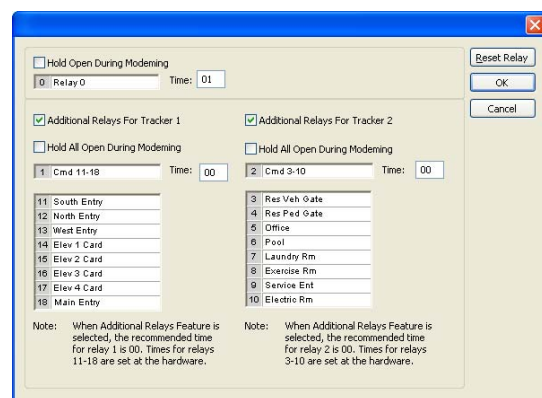 Hold Open During Modeming
0 Relay 0 Time: 01
Reset Relay
OK
Cancel
Additional Relays For Tracker 1
Hold All Open During Modeming
1 Cmd 11-18 Time: 00
11 South Entry
12 North Entry
13 West Entry
14 Elev 1 Card
15 Elev 2 Card
16 Elev 3 Card
17 Elev 4 Card
18 Main Entry
Note: When Additional Relays Feature is
selected, the recommended time
for relay 1 is 00. Times for relays
11-18 are set at the hardware.
Additional Relays For Tracker 2
Hold All Open During Modeming
2 Cmd 3-10 Time: 00
3 Res Veh Gate
4 Res Ped Gate
5 Office
6 Pool
7 Laundry Rm
8 Exercise Rm
9 Service Ent
10 Electric Rm
Note: When Additional Relays Feature is
selected, the recommended time
for relay 2 is 00. Times for relays
3-10 are set at the hardware.